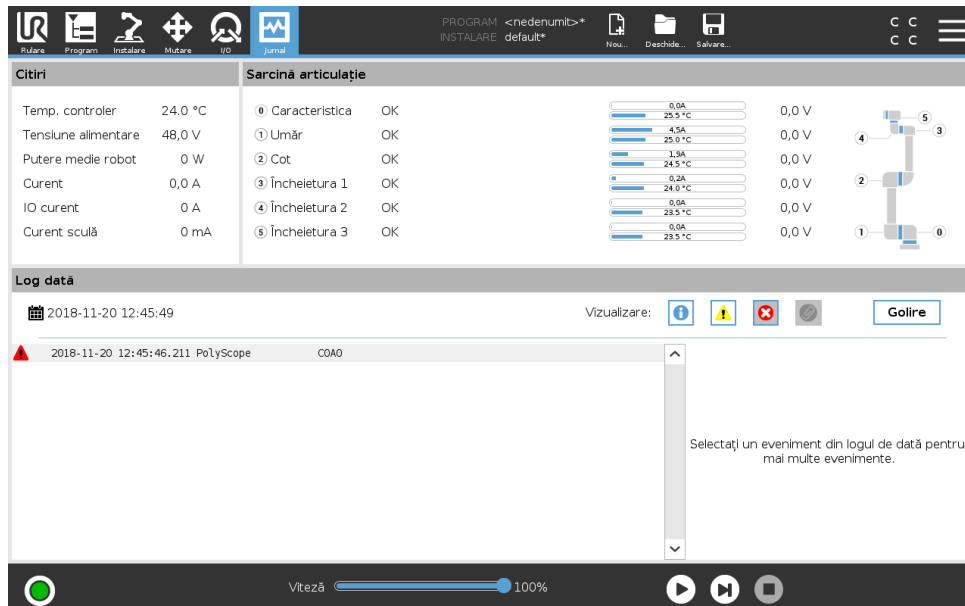 PROGRAM <nedenumit>*
INSTALARE default*
C C
C C
Rulare Program Instalare Mutare I/O Jurnal Nou... Deschide... Salvare...
Citiri
Temp. controler 24.0 °C
Tensiune alimentare 48,0 V
Putere medie robot 0 W
Curent 0,0 A
IO curent 0 A
Curent sculă 0 mA
Sarcină articulație
0 Caracteristica OK 0,0A 25.5 °C 0,0 V
1 Umăr OK 4,5A 25.0 °C 0,0 V
2 Cot OK 1,9A 24.5 °C 0,0 V
3 Încheietura 1 OK 0,2A 24.0 °C 0,0 V
4 Încheietura 2 OK 0,0A 23.5 °C 0,0 V
5 Încheietura 3 OK 0,0A 23.5 °C 0,0 V
5
4 3
2
1 0
Log dată
2018-11-20 12:45:49 Vizualizare: Golire
2018-11-20 12:45:46.211 PolyScope C0A0
Selectați un eveniment din logul de dată pentru
mai multe evenimente.
Viteză 100%